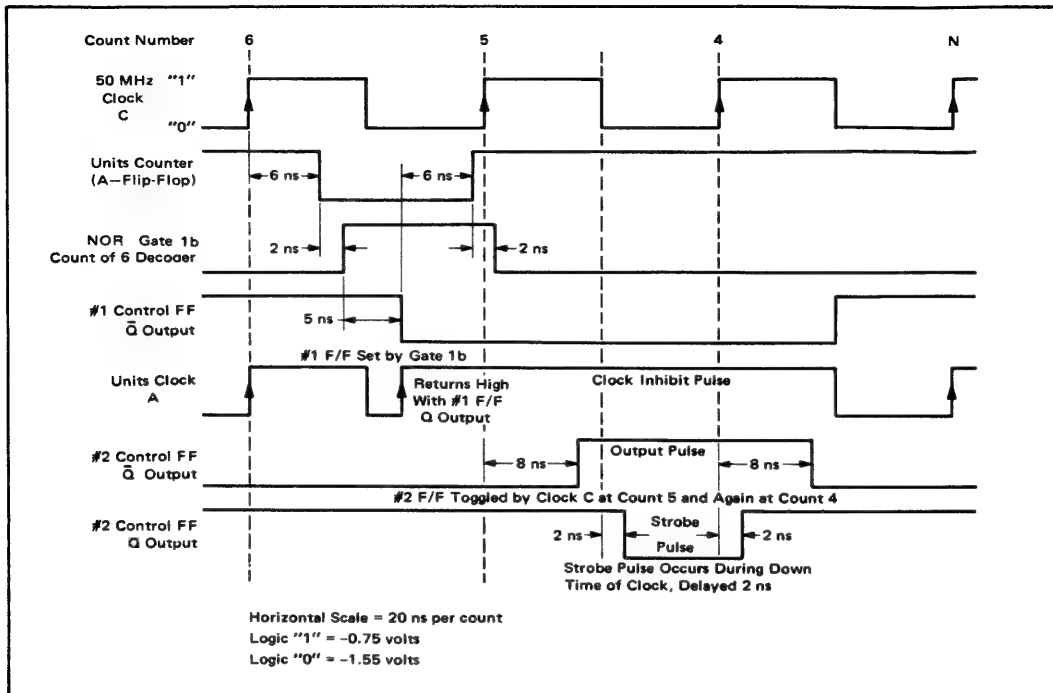 Count Number 6 5 4 N
50 MHz "1"
Clock
C "0"
Units Counter
(A—Flip-Flop)
6 ns 6 ns
NOR Gate 1b
Count of 6 Decoder
2 ns 2 ns
#1 Control FF
Q̄ Output
5 ns
#1 F/F Set by Gate 1b
Units Clock
A
Returns High
With #1 F/F
Q Output
Clock Inhibit Pulse
#2 Control FF
Q̄ Output
8 ns Output Pulse 8 ns
#2 F/F Toggled by Clock C at Count 5 and Again at Count 4
#2 Control FF
Q Output
2 ns Strobe
Pulse 2 ns
Strobe Pulse Occurs During Down
Time of Clock, Delayed 2 ns
Horizontal Scale = 20 ns per count
Logic "1" = -0.75 volts
Logic "0" = -1.55 volts